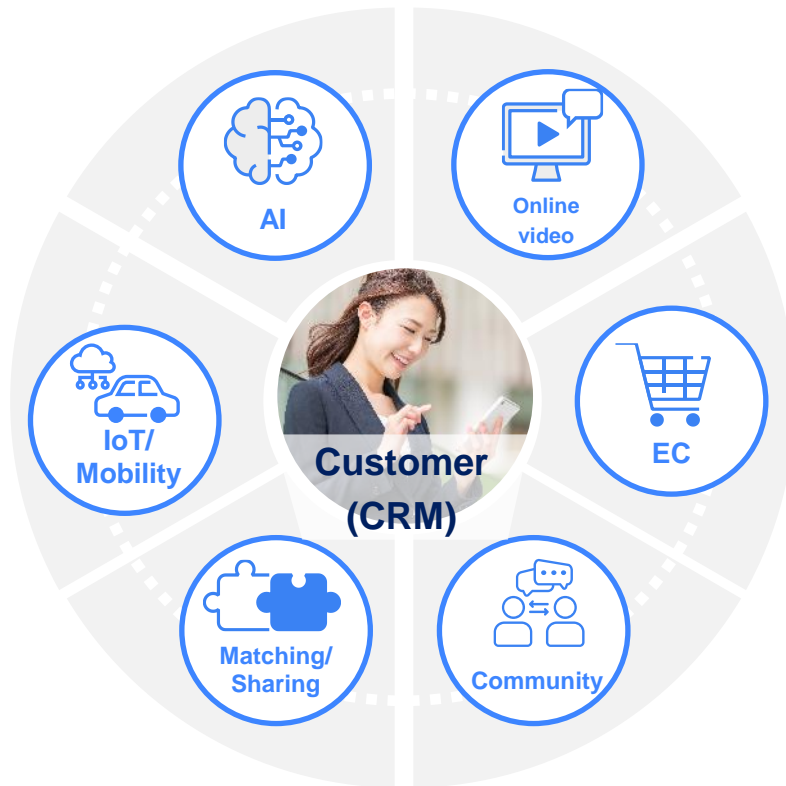 AI
Online
video
IoT/
Mobility
EC
Customer
(CRM)
Matching/
Sharing
Community